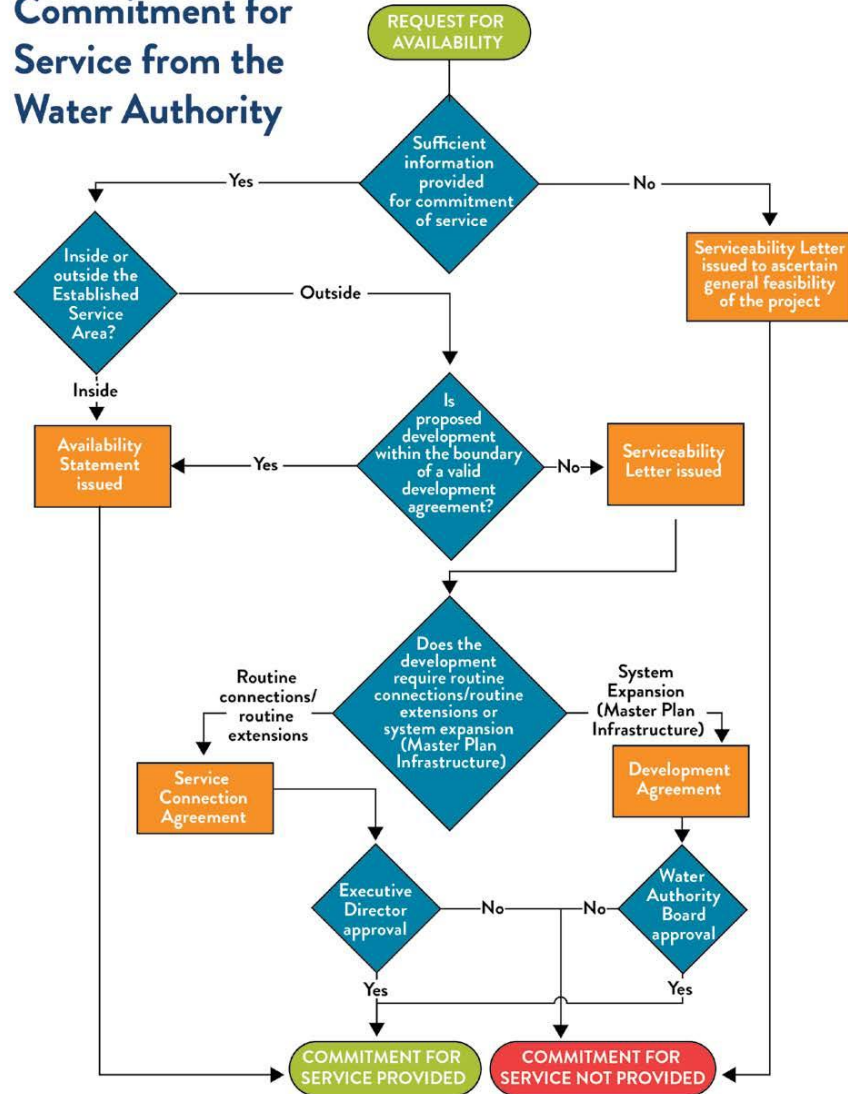 Commitment for
Service from the
Water Authority
REQUEST FOR
AVAILABILITY
Sufficient
information
provided
for commitment
of service
Yes
No
Inside or
outside the
Established
Service
Area?
Serviceability Letter
issued to ascertain
general feasibility
of the project
Outside
Inside
Is
proposed
development
within the boundary
of a valid
development
agreement?
Availability
Statement
issued
Yes
No
Serviceability
Letter issued
Does the
development
require routine
connections/routine
extensions or
system expansion
(Master Plan
Infrastructure)
Routine
connections/
routine
extensions
System
Expansion
(Master Plan
Infrastructure)
Service
Connection
Agreement
Development
Agreement
Executive
Director
approval
No
No
Water
Authority
Board
approval
Yes
Yes
COMMITMENT FOR
SERVICE PROVIDED
COMMITMENT FOR
SERVICE NOT PROVIDED